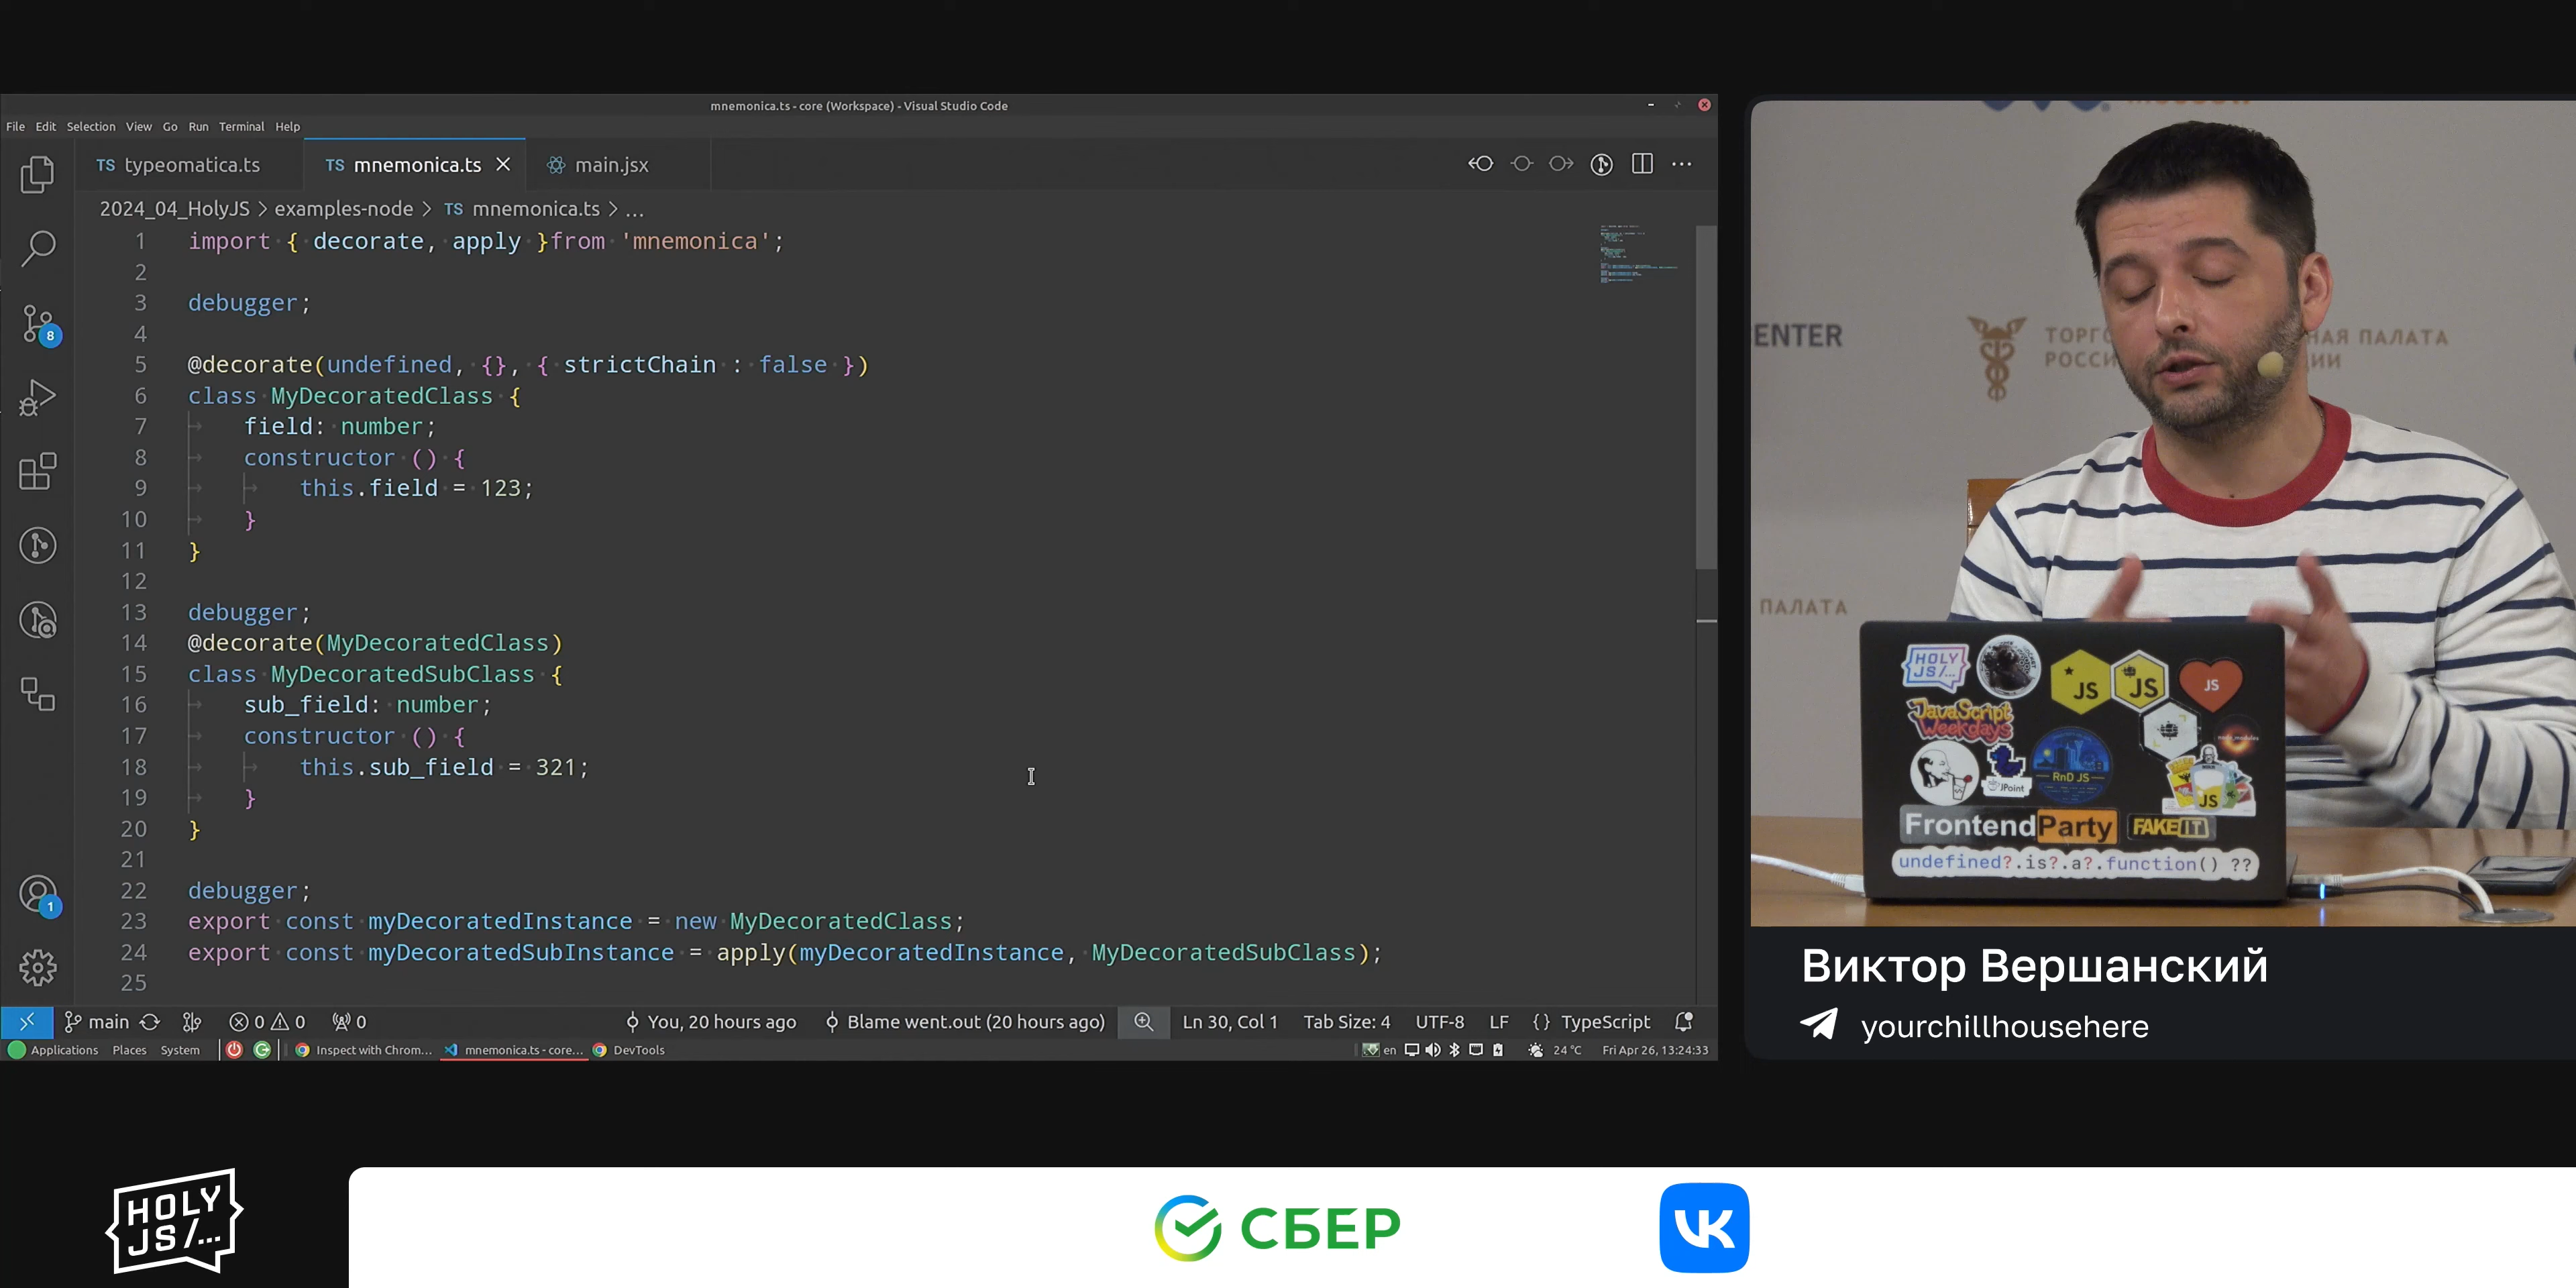 mnemonica.ts - core (Workspace) - Visual Studio Code
File Edit Selection View Go Run Terminal Help
TS typeomatica.ts
TS mnemonica.ts
main.jsx
2024_04_HolyJS > examples-node > TS mnemonica.ts > ...
1 import { decorate, apply }from 'mnemonica';
2
3 debugger;
4
5 @decorate(undefined, {}, { strictChain : false })
6 class MyDecoratedClass {
7 field: number;
8 constructor () {
9 this.field = 123;
10 }
11 }
12
13 debugger;
14 @decorate(MyDecoratedClass)
15 class MyDecoratedSubClass {
16 sub_field: number;
17 constructor () {
18 this.sub_field = 321;
19 }
20 }
21
22 debugger;
23 export const myDecoratedInstance = new MyDecoratedClass;
24 export const myDecoratedSubInstance = apply(myDecoratedInstance, MyDecoratedSubClass);
25
8
1
main 0 0 0 You, 20 hours ago Blame went.out (20 hours ago) Ln 30, Col 1 Tab Size: 4 UTF-8 LF {} TypeScript
Applications Places System Inspect with Chrom... mnemonica.ts - core... DevTools en 24 °C Fri Apr 26, 13:24:33
ENTER
ПАЛАТА
HOLY
JS/...
JS
JS
JS
JavaScript
Weekdays
JPoint
RnD JS
JS
FrontendParty
FAKE IT
undefined?.is?.a?.function() ??
Виктор Вершанский
yourchillhousehere
HOLY
JS/...
СБЕР
VK